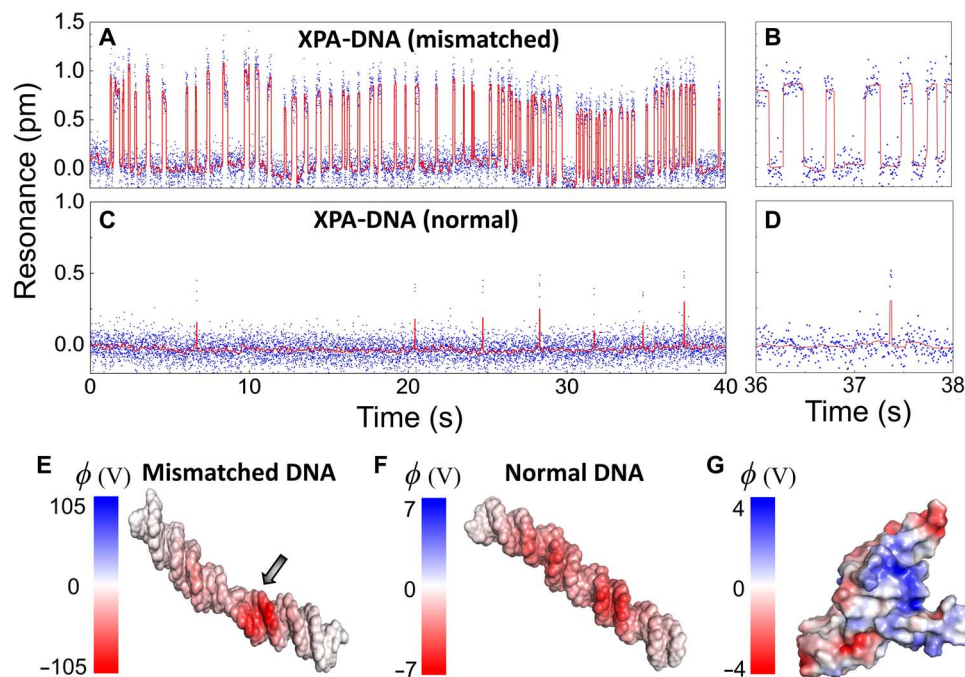 A XPA-DNA (mismatched) B
1.5
1.0
0.5
0.0
C XPA-DNA (normal) D
1.0
0.5
0.0
Resonance (pm)
0 10 20 30 40 36 37 38
Time (s) Time (s)
E ϕ (V) Mismatched DNA F ϕ (V) Normal DNA G ϕ (V)
105 7 4
0 0 0
−105 −7 −4